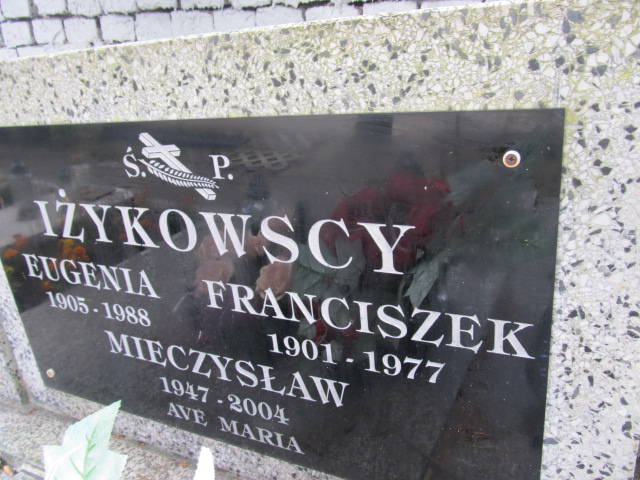 Ś. P.
IŻYKOWSCY
EUGENIA FRANCISZEK
1905 - 1988 1901 - 1977
MIECZYSŁAW
1947 - 2004
AVE MARIA